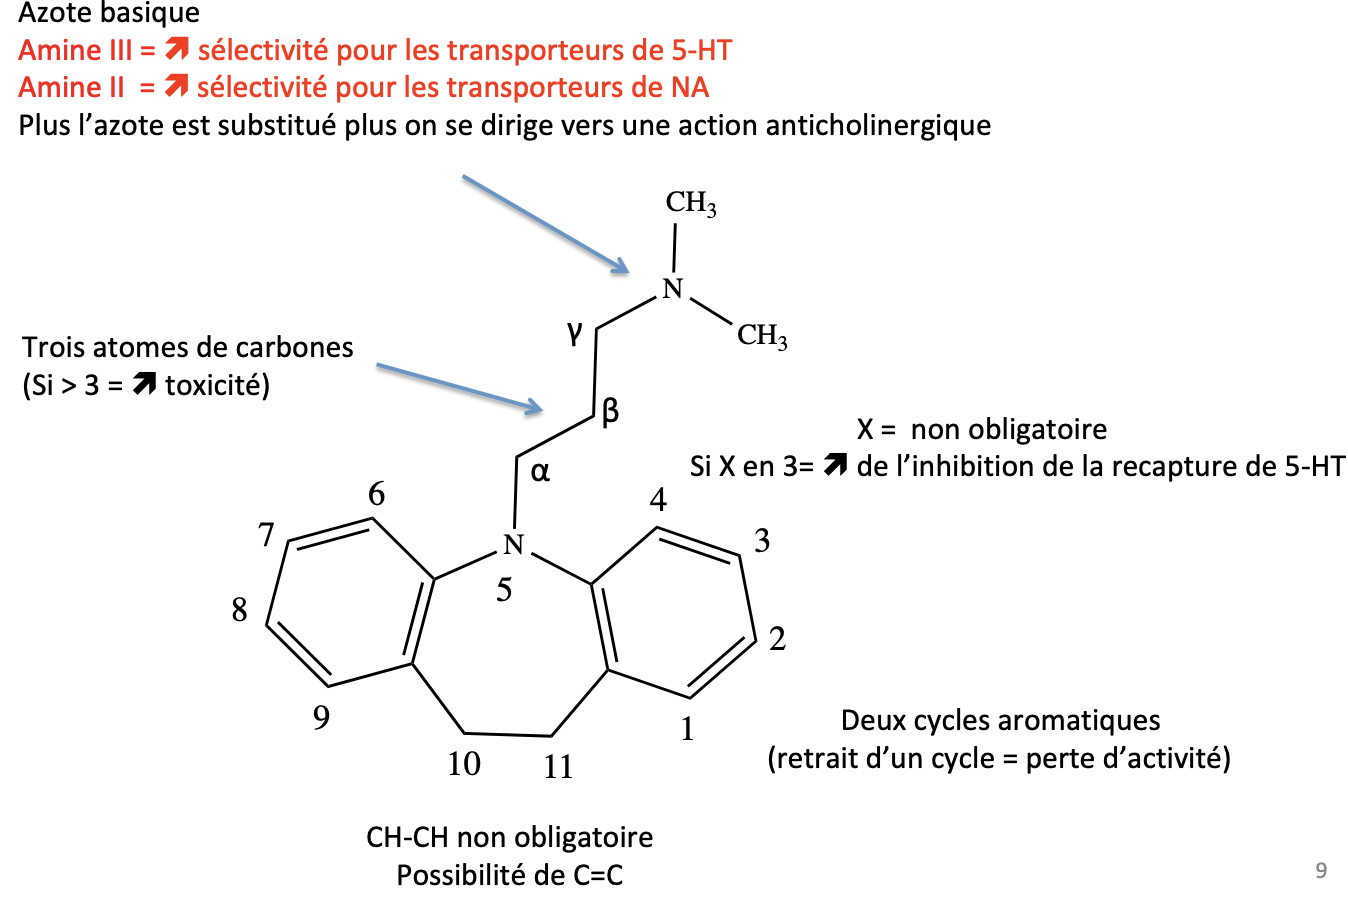 Azote basique
Amine III = ↗ sélectivité pour les transporteurs de 5-HT
Amine II = ↗ sélectivité pour les transporteurs de NA
Plus l’azote est substitué plus on se dirige vers une action anticholinergique
CH3
N
γ
CH3
Trois atomes de carbones
(Si > 3 = ↗ toxicité)
β
X = non obligatoire
α
Si X en 3= ↗ de l’inhibition de la recapture de 5-HT
6
4
7
N
3
5
8
2
9
1
Deux cycles aromatiques
(retrait d’un cycle = perte d’activité)
10
11
CH-CH non obligatoire
Possibilité de C=C
9